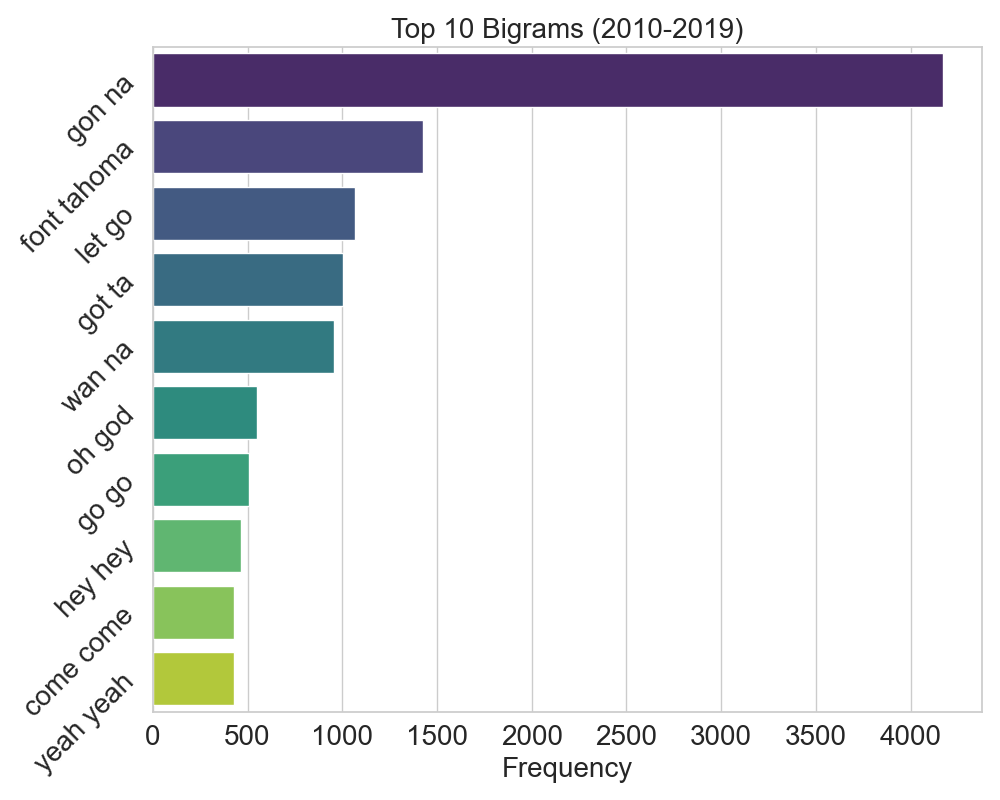 Top 10 Bigrams (2010-2019)
gon na
font tahoma
let go
got ta
wan na
oh god
go go
hey hey
come come
yeah yeah
0 500 1000 1500 2000 2500 3000 3500 4000
Frequency